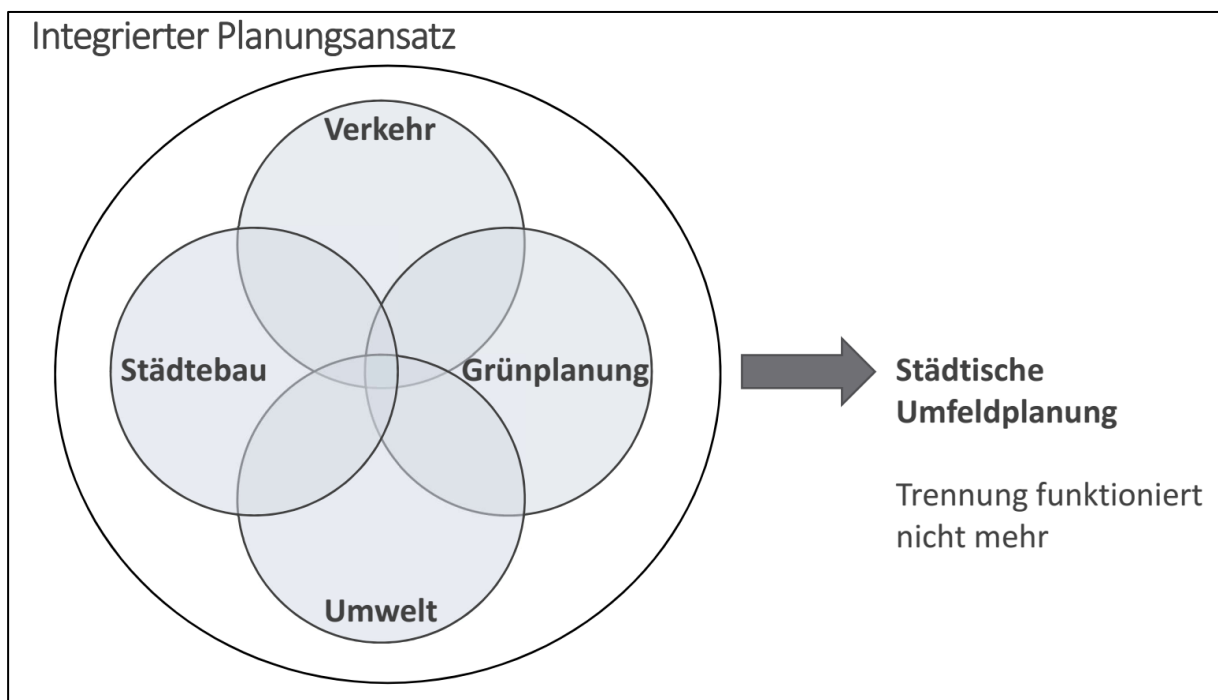 Integrierter Planungsansatz
Verkehr
Städtebau
Grünplanung
Umwelt
Städtische
Umfeldplanung
Trennung funktioniert
nicht mehr